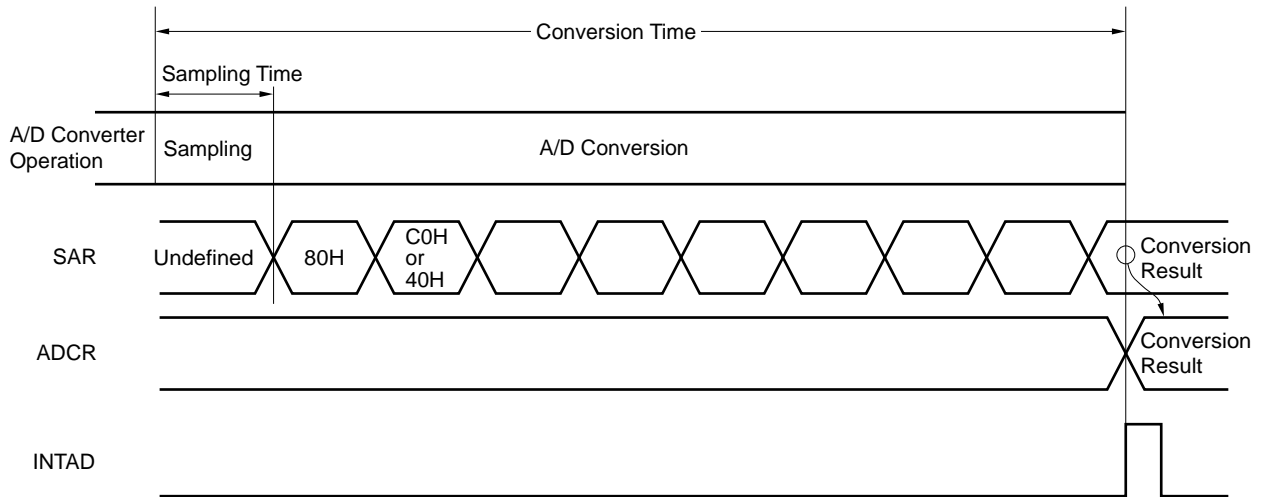 Conversion Time
Sampling Time
A/D Converter
Operation
Sampling
A/D Conversion
SAR
Undefined
80H
C0H
or
40H
Conversion
Result
ADCR
Conversion
Result
INTAD